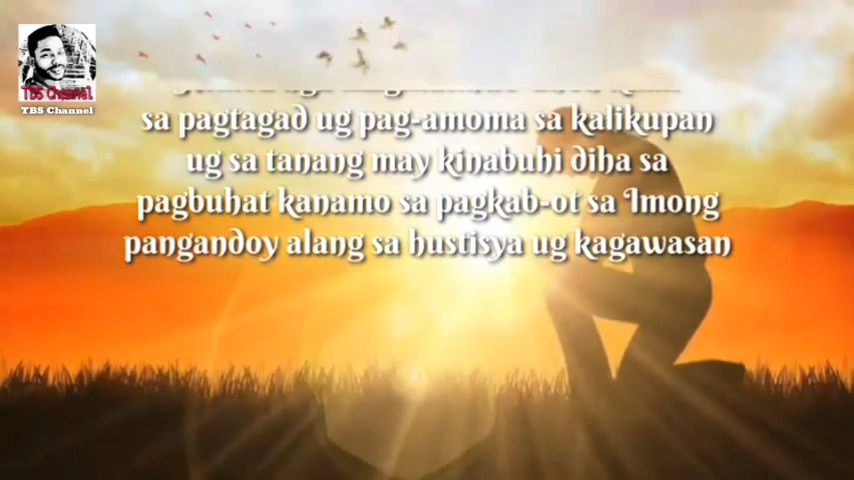 TBS Channel
TBS Channel
sa pagtagad ug pag-amoma sa kalikupan
ug sa tanang may kinabuhi diha sa
pagbuhat kanamo sa pagkab-ot sa Imong
pangandoy alang sa hustisya ug kagawasan